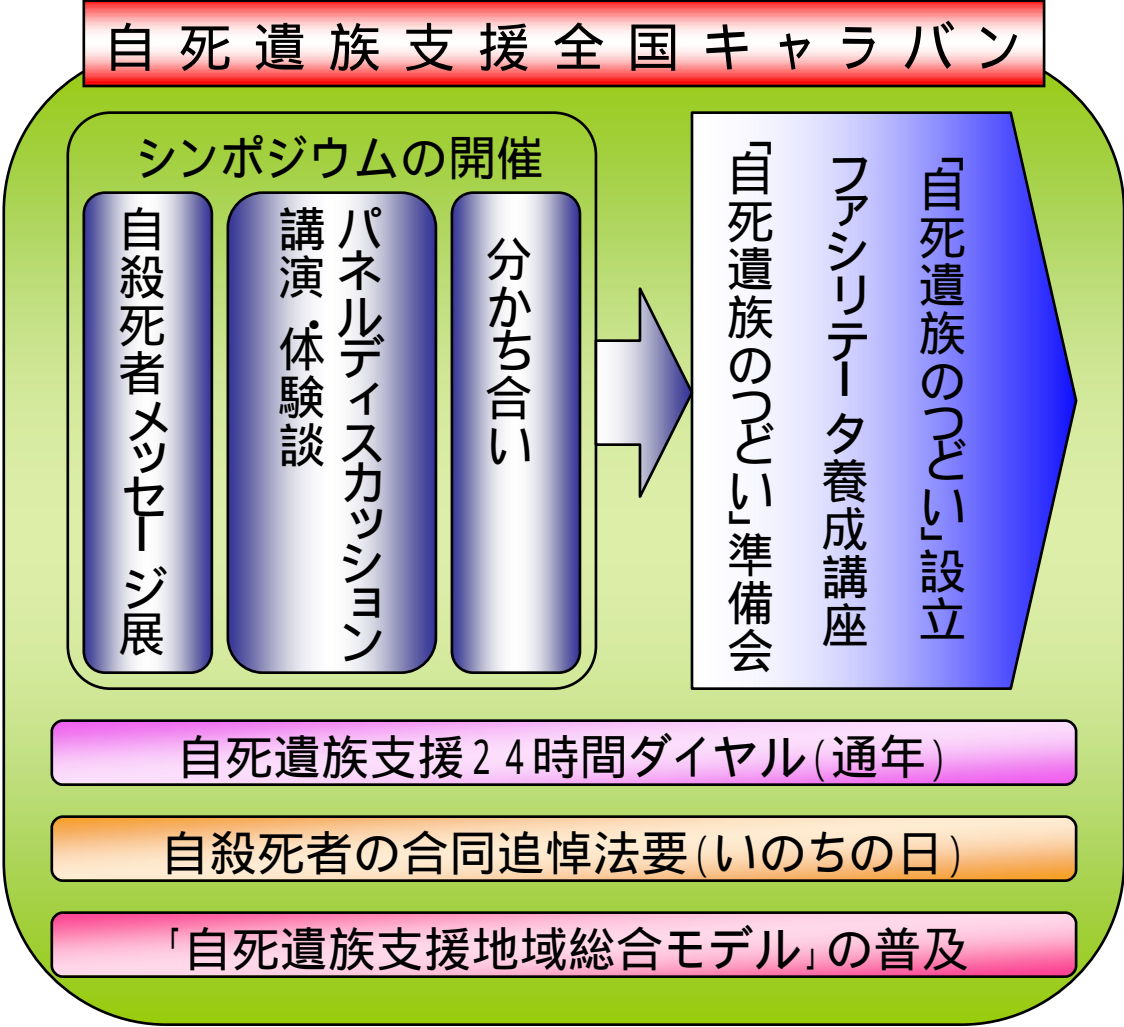 自死遺族支援全国キャラバン
シンポジウムの開催
自殺死者メッセージ展
パネルディスカッション
講演・体験談
分かち合い
「自死遺族のつどい」準備会
ファシリテータ養成講座
「自死遺族のつどい」設立
自死遺族支援24時間ダイヤル(通年)
自殺死者の合同追悼法要(いのちの日)
「自死遺族支援地域総合モデル」の普及